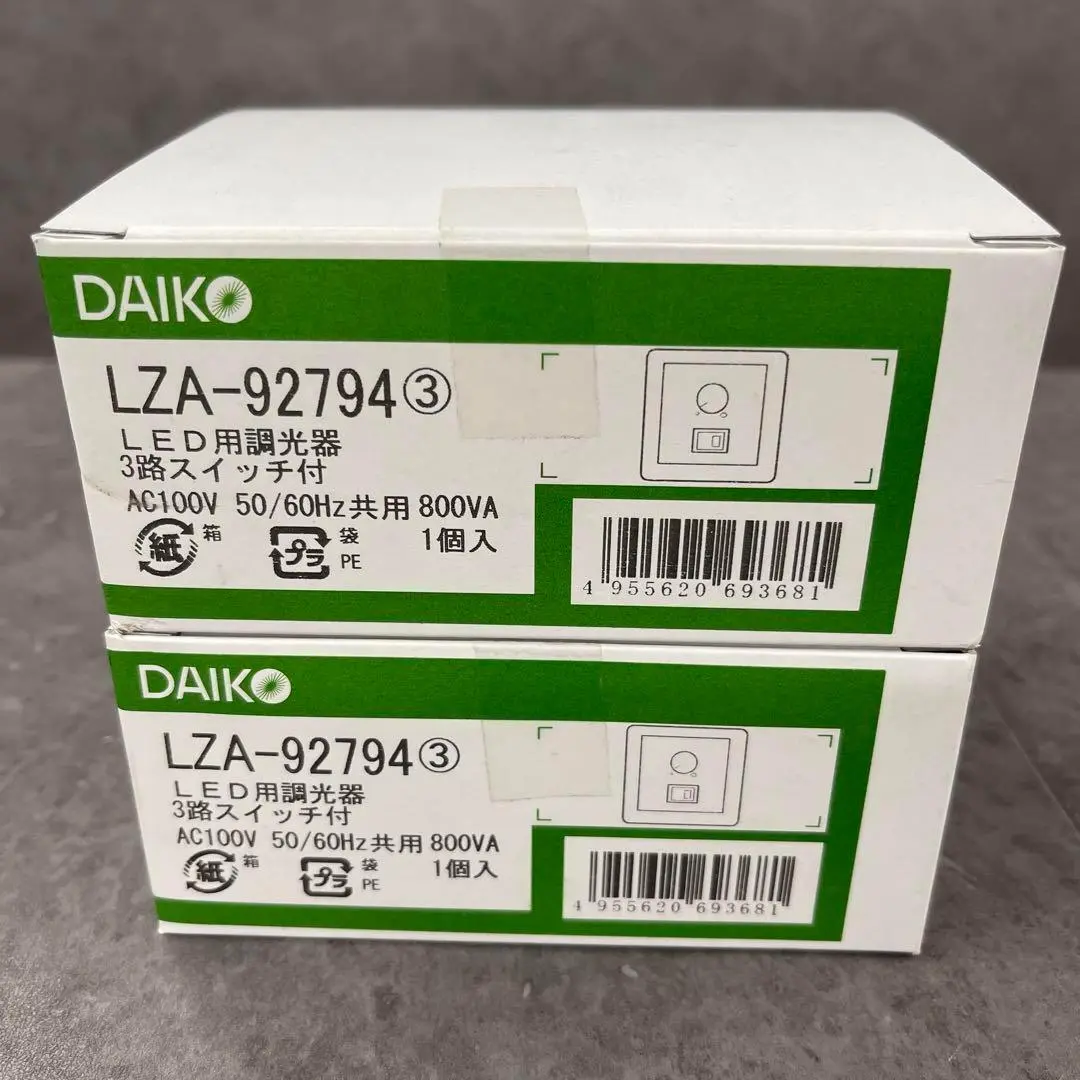 DAIKO
LZA-92794③
LED用調光器
3路スイッチ付
AC100V 50/60Hz共用 800VA
紙 箱 プラ 袋 PE 1個入
4 955620 693681
DAIKO
LZA-92794③
LED用調光器
3路スイッチ付
AC100V 50/60Hz共用 800VA
紙 箱 プラ 袋 PE 1個入
4 955620 693681